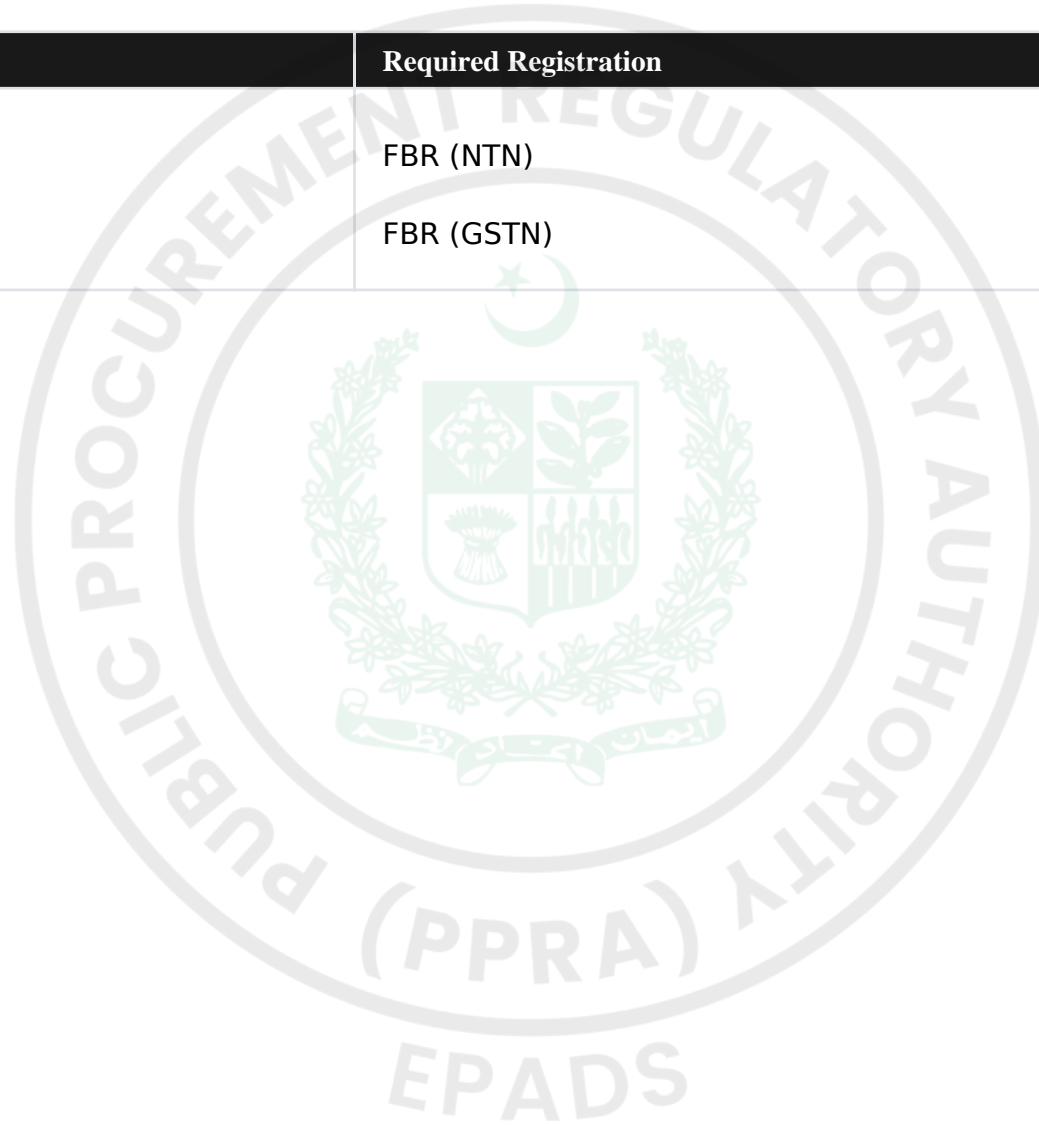 Required Registration
FBR (NTN)
FBR (GSTN)
PUBLIC PROCUREMENT REGULATORY AUTHORITY
(PPRA)
EPADS